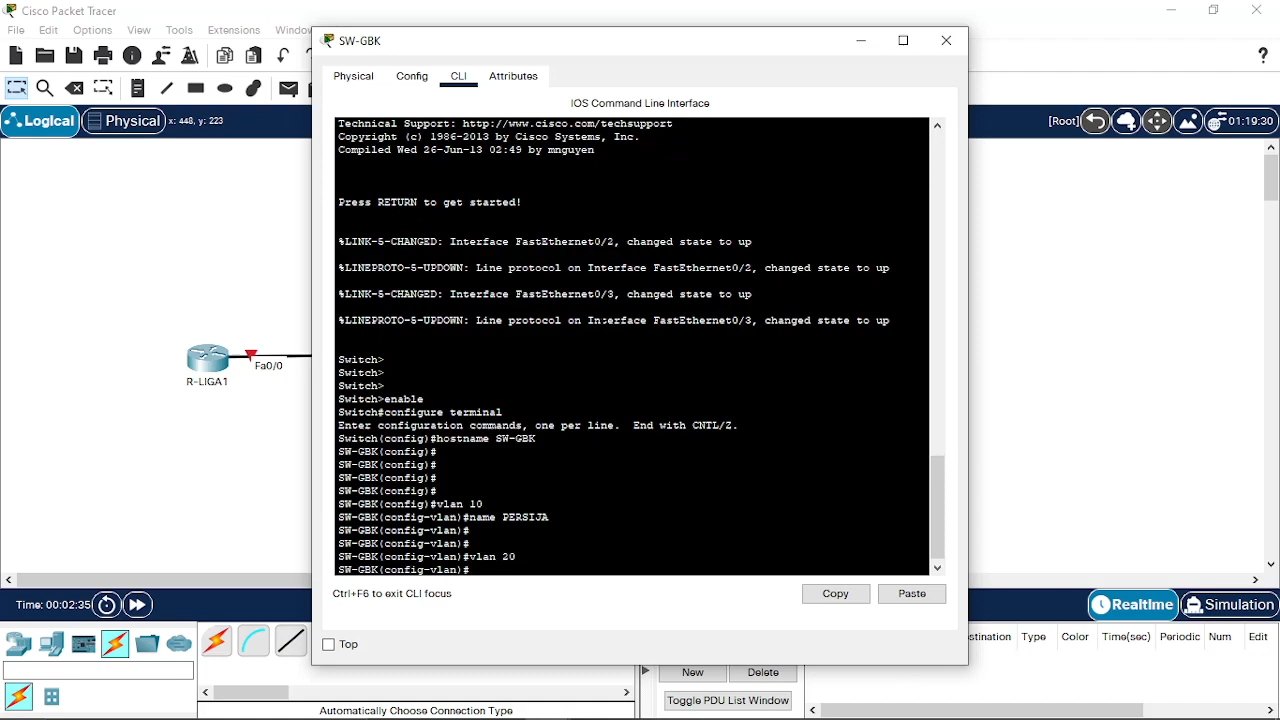 Cisco Packet Tracer
File Edit Options View Tools Extensions Window
Logical Physical x: 448, y: 223
[Root] 01:19:30
Fa0/0
R-LIGA1
SW-GBK
Physical Config CLI Attributes
IOS Command Line Interface
Technical Support: http://www.cisco.com/techsupport
Copyright (c) 1986-2013 by Cisco Systems, Inc.
Compiled Wed 26-Jun-13 02:49 by mnguyen
Press RETURN to get started!
%LINK-5-CHANGED: Interface FastEthernet0/2, changed state to up
%LINEPROTO-5-UPDOWN: Line protocol on Interface FastEthernet0/2, changed state to up
%LINK-5-CHANGED: Interface FastEthernet0/3, changed state to up
%LINEPROTO-5-UPDOWN: Line protocol on Interface FastEthernet0/3, changed state to up
Switch>
Switch>
Switch>
Switch>enable
Switch#configure terminal
Enter configuration commands, one per line. End with CNTL/Z.
Switch(config)#hostname SW-GBK
SW-GBK(config)#
SW-GBK(config)#
SW-GBK(config)#
SW-GBK(config)#
SW-GBK(config)#vlan 10
SW-GBK(config-vlan)#name PERSIJA
SW-GBK(config-vlan)#
SW-GBK(config-vlan)#
SW-GBK(config-vlan)#vlan 20
SW-GBK(config-vlan)#
Ctrl+F6 to exit CLI focus
Copy Paste
Top
Time: 00:02:35
Realtime Simulation
stination Type Color Time(sec) Periodic Num Edit
New Delete
Toggle PDU List Window
Automatically Choose Connection Type